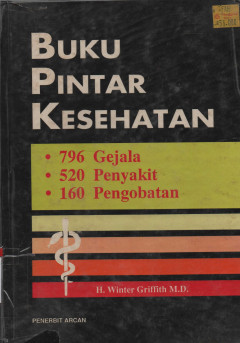 BUKU
PINTAR
KESEHATAN
• 796 Gejala
• 520 Penyakit
• 160 Pengobatan
H. Winter Griffith M.D.
PENERBIT ARCAN